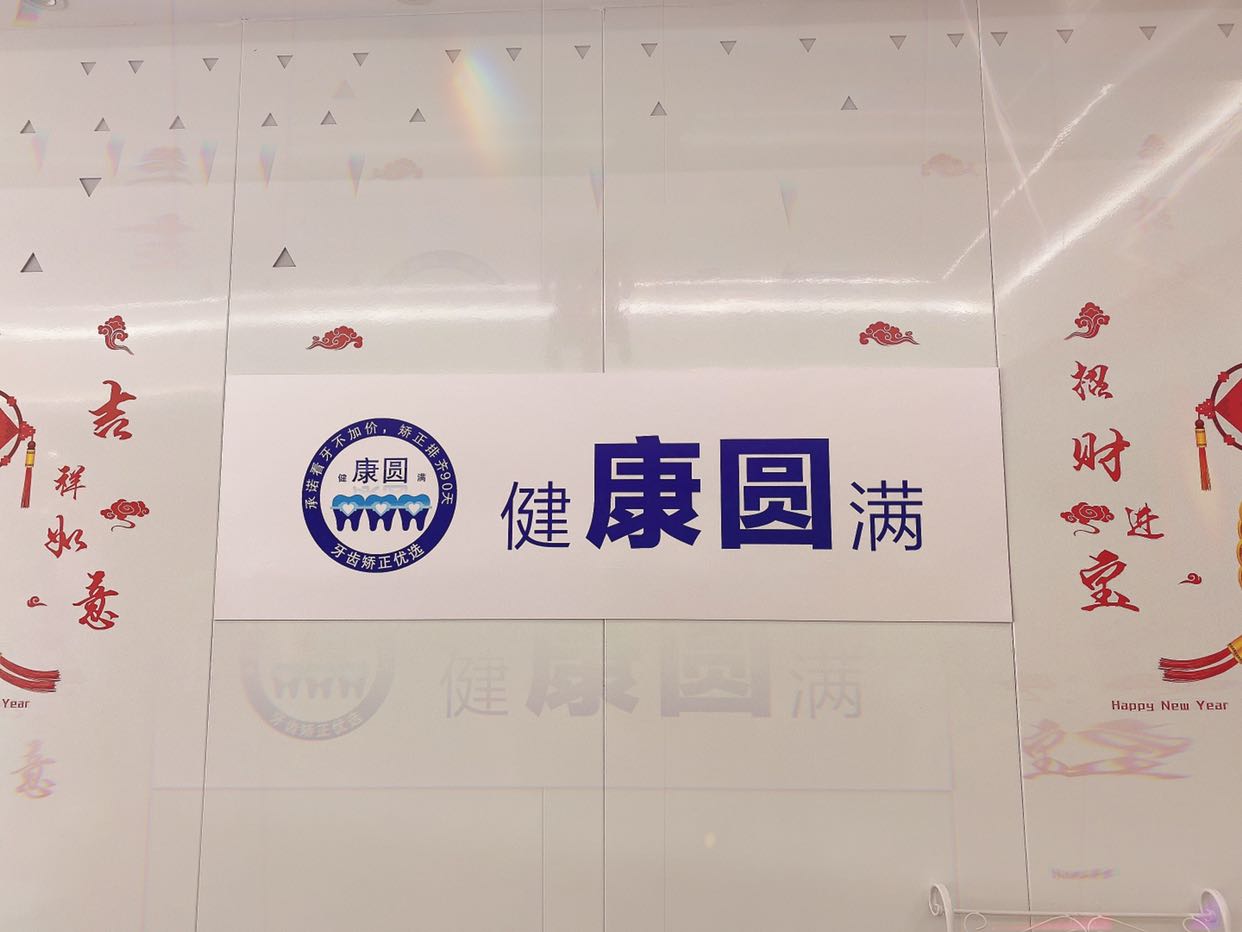 吉
祥
如
意
Year
承诺看牙不加价，矫正排齐90天
健康圆满
牙齿矫正优选
健康圆满
招
财
进
宝
Happy New Year